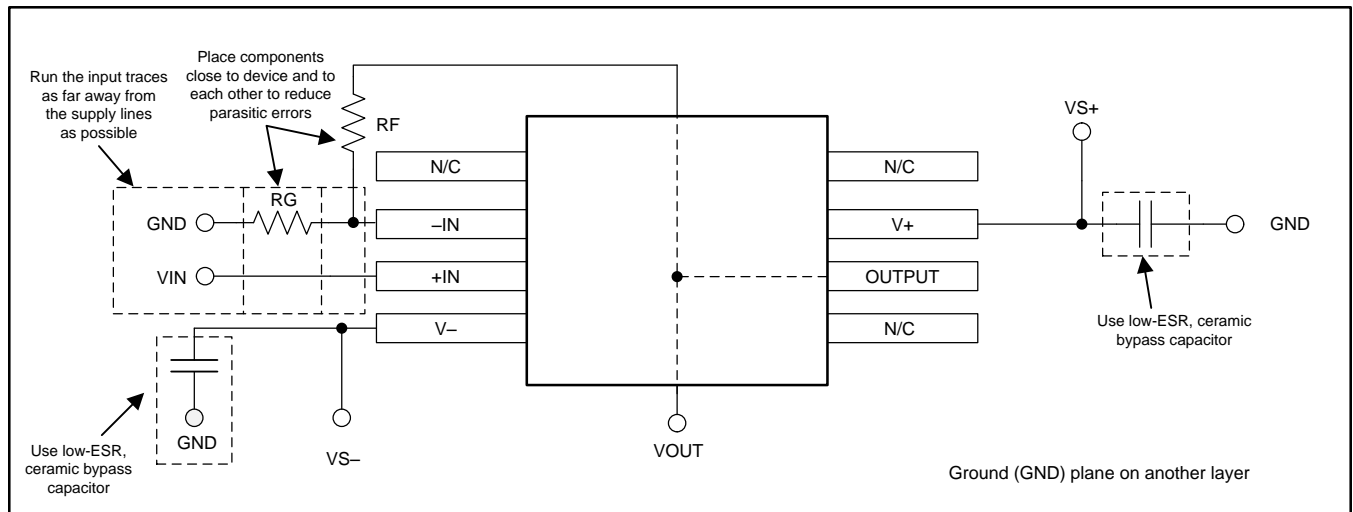 Run the input traces
as far away from
the supply lines
as possible
Place components
close to device and to
each other to reduce
parasitic errors
RF
VS+
N/C
N/C
RG
GND
–IN
V+
GND
VIN
+IN
OUTPUT
V–
N/C
Use low-ESR, ceramic
bypass capacitor
GND
VS–
VOUT
Use low-ESR,
ceramic bypass
capacitor
Ground (GND) plane on another layer